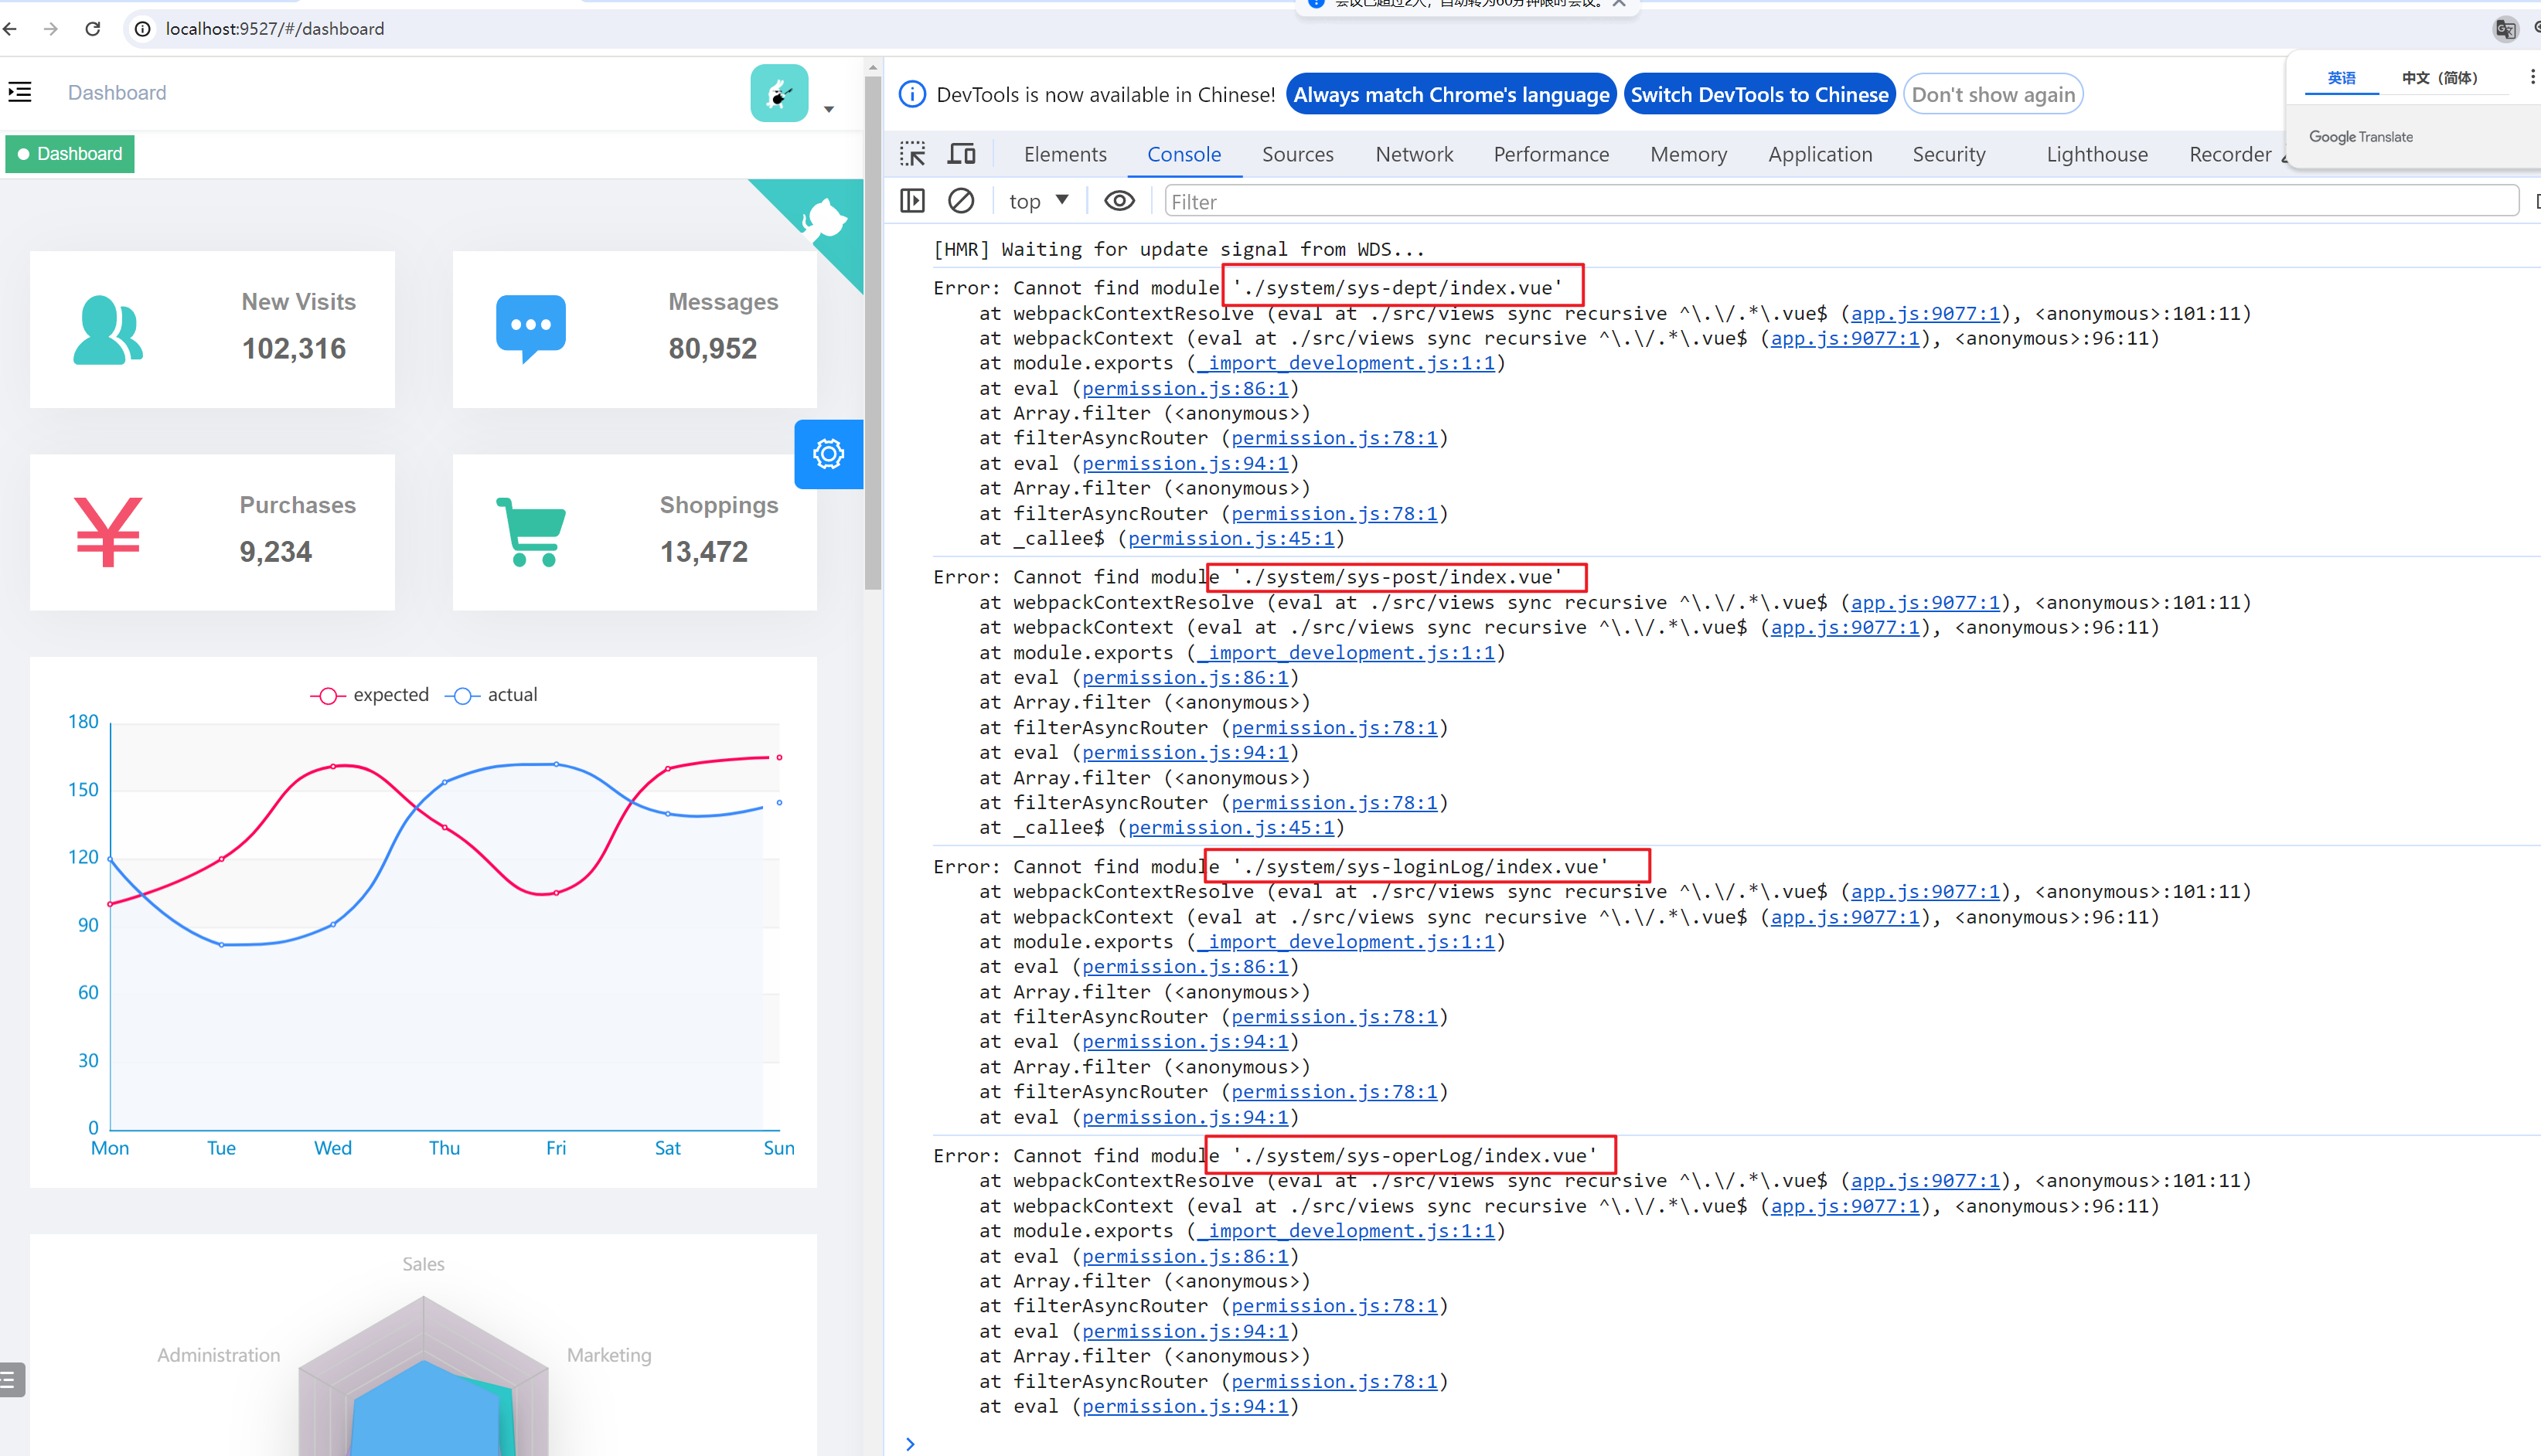 会议已超过2人，自动转为60分钟限时会议。
localhost:9527/#/dashboard
Dashboard
Dashboard
New Visits
102,316
Messages
80,952
Purchases
9,234
Shoppings
13,472
expected actual
180
150
120
90
60
30
0
Mon Tue Wed Thu Fri Sat Sun
Sales
Administration
Marketing
DevTools is now available in Chinese! Always match Chrome's language Switch DevTools to Chinese Don't show again
英语 中文（简体）
Google Translate
Elements Console Sources Network Performance Memory Application Security Lighthouse Recorder
top Filter
[HMR] Waiting for update signal from WDS...
Error: Cannot find module './system/sys-dept/index.vue'
at webpackContextResolve (eval at ./src/views sync recursive ^\.\/.*\.vue$ (app.js:9077:1), <anonymous>:101:11)
at webpackContext (eval at ./src/views sync recursive ^\.\/.*\.vue$ (app.js:9077:1), <anonymous>:96:11)
at module.exports (_import_development.js:1:1)
at eval (permission.js:86:1)
at Array.filter (<anonymous>)
at filterAsyncRouter (permission.js:78:1)
at eval (permission.js:94:1)
at Array.filter (<anonymous>)
at filterAsyncRouter (permission.js:78:1)
at _callee$ (permission.js:45:1)
Error: Cannot find module './system/sys-post/index.vue'
at webpackContextResolve (eval at ./src/views sync recursive ^\.\/.*\.vue$ (app.js:9077:1), <anonymous>:101:11)
at webpackContext (eval at ./src/views sync recursive ^\.\/.*\.vue$ (app.js:9077:1), <anonymous>:96:11)
at module.exports (_import_development.js:1:1)
at eval (permission.js:86:1)
at Array.filter (<anonymous>)
at filterAsyncRouter (permission.js:78:1)
at eval (permission.js:94:1)
at Array.filter (<anonymous>)
at filterAsyncRouter (permission.js:78:1)
at _callee$ (permission.js:45:1)
Error: Cannot find module './system/sys-loginLog/index.vue'
at webpackContextResolve (eval at ./src/views sync recursive ^\.\/.*\.vue$ (app.js:9077:1), <anonymous>:101:11)
at webpackContext (eval at ./src/views sync recursive ^\.\/.*\.vue$ (app.js:9077:1), <anonymous>:96:11)
at module.exports (_import_development.js:1:1)
at eval (permission.js:86:1)
at Array.filter (<anonymous>)
at filterAsyncRouter (permission.js:78:1)
at eval (permission.js:94:1)
at Array.filter (<anonymous>)
at filterAsyncRouter (permission.js:78:1)
at eval (permission.js:94:1)
Error: Cannot find module './system/sys-operLog/index.vue'
at webpackContextResolve (eval at ./src/views sync recursive ^\.\/.*\.vue$ (app.js:9077:1), <anonymous>:101:11)
at webpackContext (eval at ./src/views sync recursive ^\.\/.*\.vue$ (app.js:9077:1), <anonymous>:96:11)
at module.exports (_import_development.js:1:1)
at eval (permission.js:86:1)
at Array.filter (<anonymous>)
at filterAsyncRouter (permission.js:78:1)
at eval (permission.js:94:1)
at Array.filter (<anonymous>)
at filterAsyncRouter (permission.js:78:1)
at eval (permission.js:94:1)